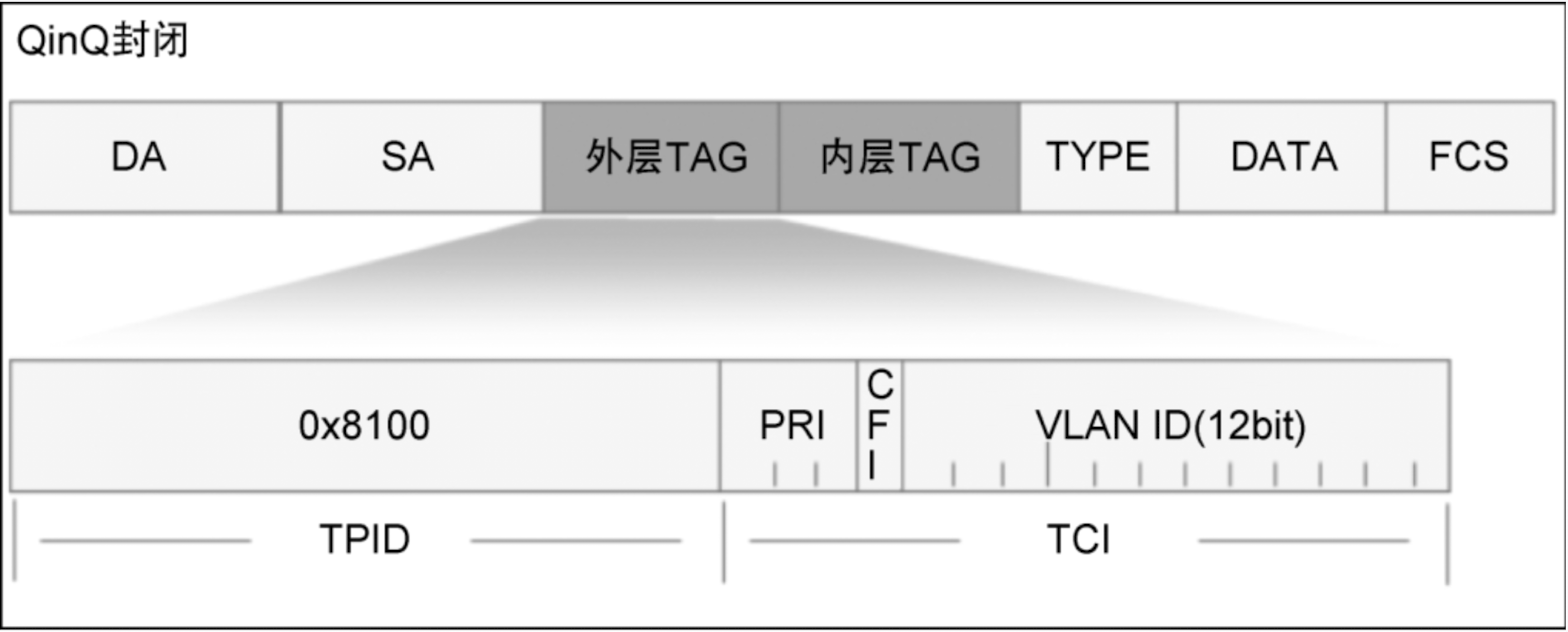 QinQ封闭
DA SA 外层TAG 内层TAG TYPE DATA FCS
0x8100 PRI CFI VLAN ID(12bit)
TPID TCI